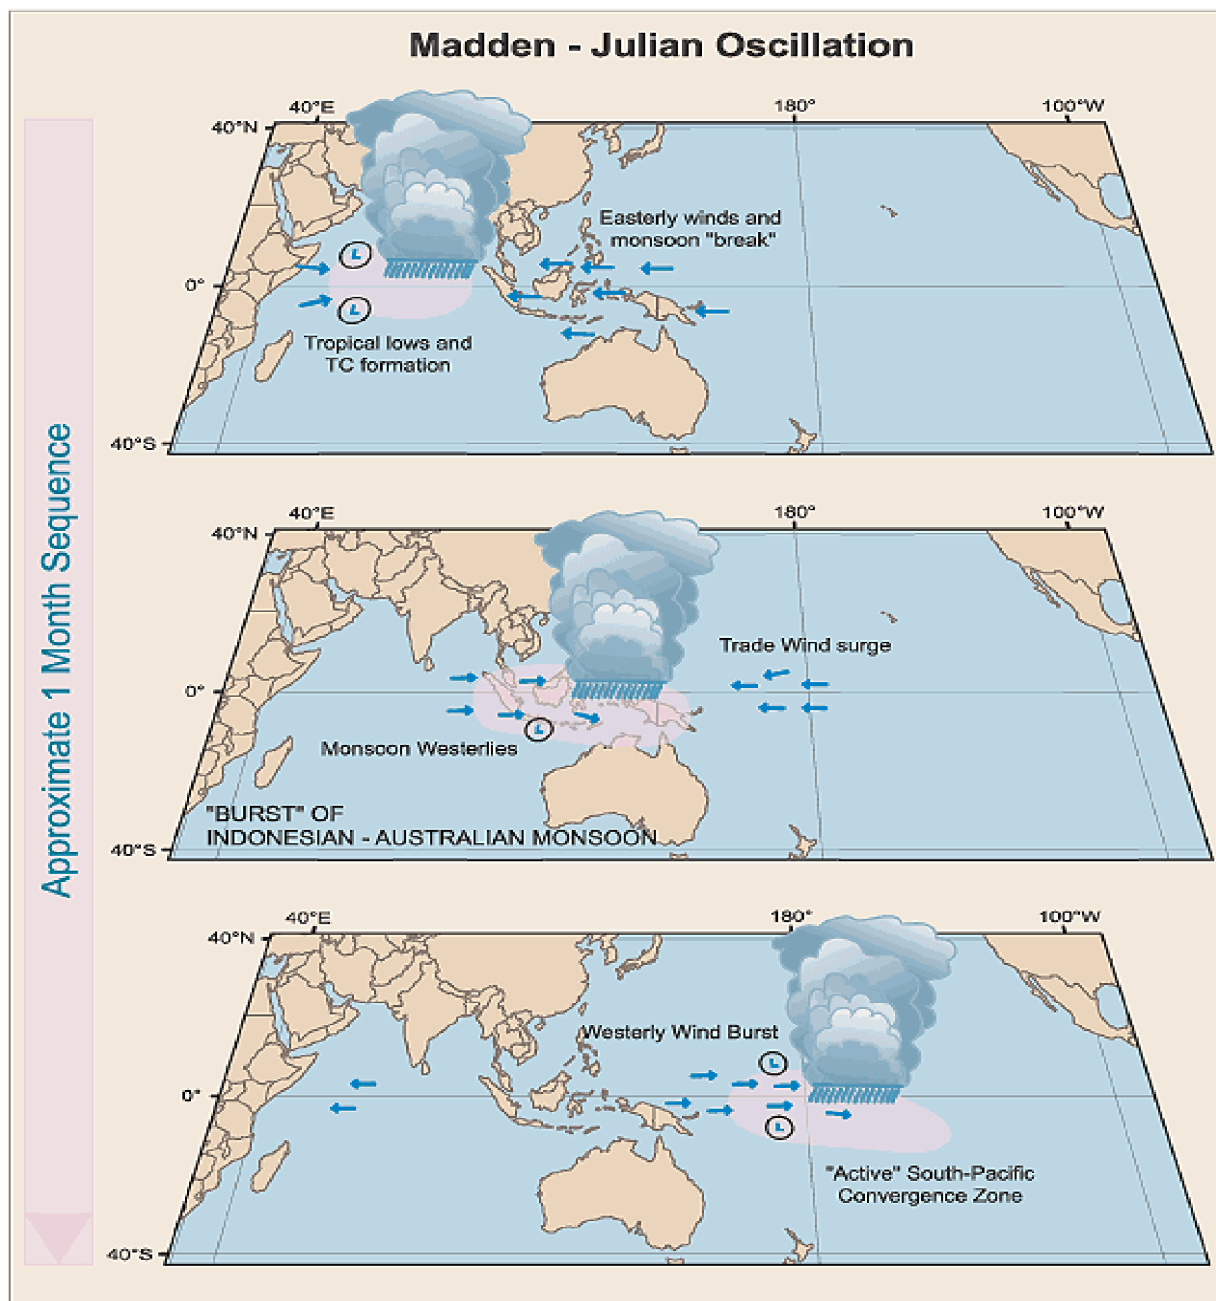 Madden - Julian Oscillation
Approximate 1 Month Sequence
40°E
180°
100°W
40°N
Easterly winds and
monsoon "break"
0°
L
L
Tropical lows and
TC formation
40°S
40°E
180°
100°W
40°N
Trade Wind surge
0°
L
Monsoon Westerlies
"BURST" OF
INDONESIAN - AUSTRALIAN MONSOON
40°S
40°E
180°
100°W
40°N
Westerly Wind Burst
L
0°
L
"Active" South-Pacific
Convergence Zone
40°S